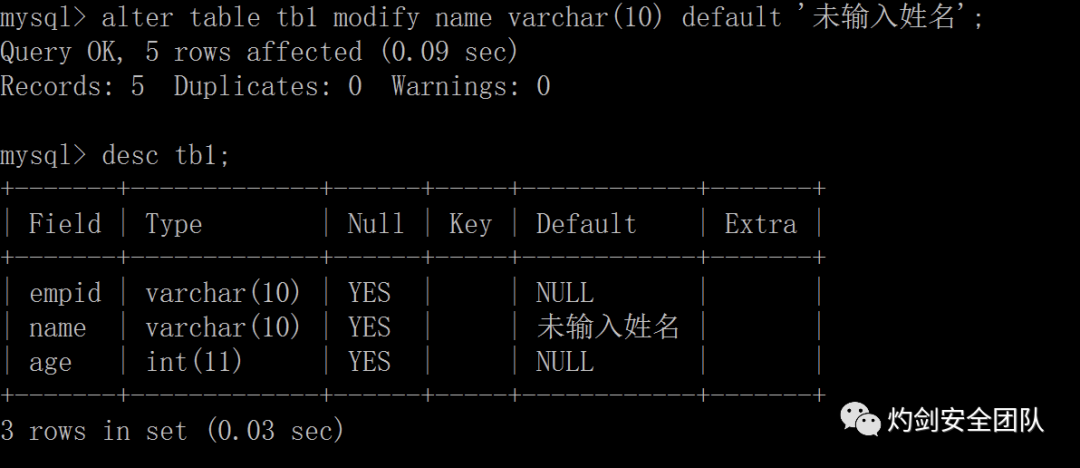 mysql> alter table tb1 modify name varchar(10) default '未输入姓名';
Query OK, 5 rows affected (0.09 sec)
Records: 5  Duplicates: 0  Warnings: 0
mysql> desc tb1;
+-------+-------------+------+-----+------------+-------+
| Field | Type        | Null | Key | Default    | Extra |
+-------+-------------+------+-----+------------+-------+
| empid | varchar(10) | YES  |     | NULL       |       |
| name  | varchar(10) | YES  |     | 未输入姓名 |       |
| age   | int(11)     | YES  |     | NULL       |       |
+-------+-------------+------+-----+------------+-------+
3 rows in set (0.03 sec)
灼剑安全团队